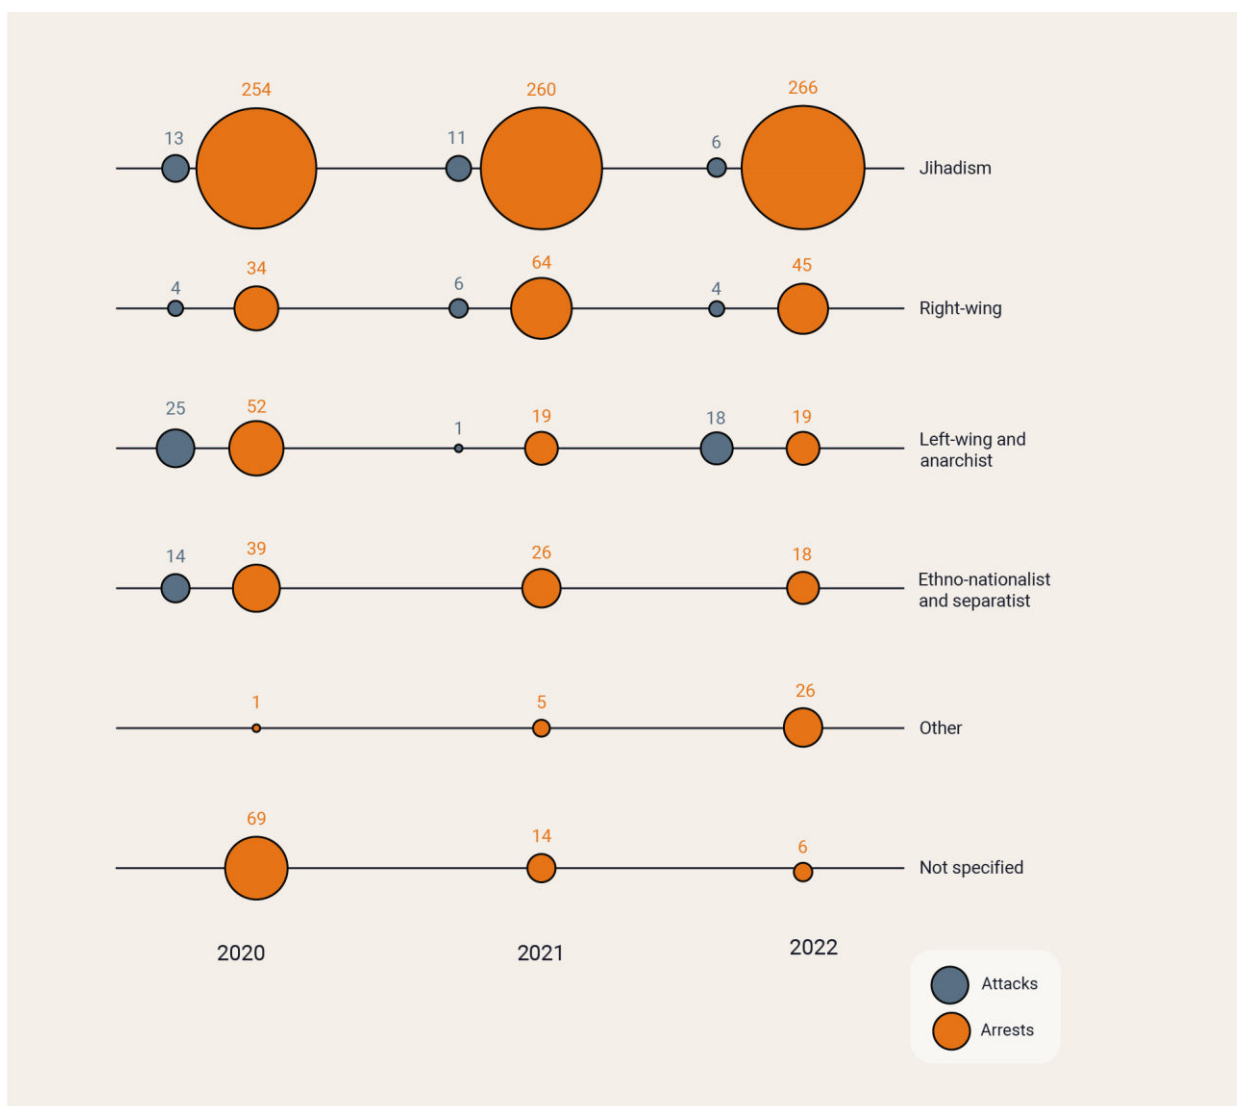 254 260 266
13 11 6
Jihadism
34 64 45
4 6 4
Right-wing
52 19 19
25 1 18
Left-wing and
anarchist
39 26 18
14
Ethno-nationalist
and separatist
1 5 26
Other
69 14 6
Not specified
2020 2021 2022
Attacks
Arrests